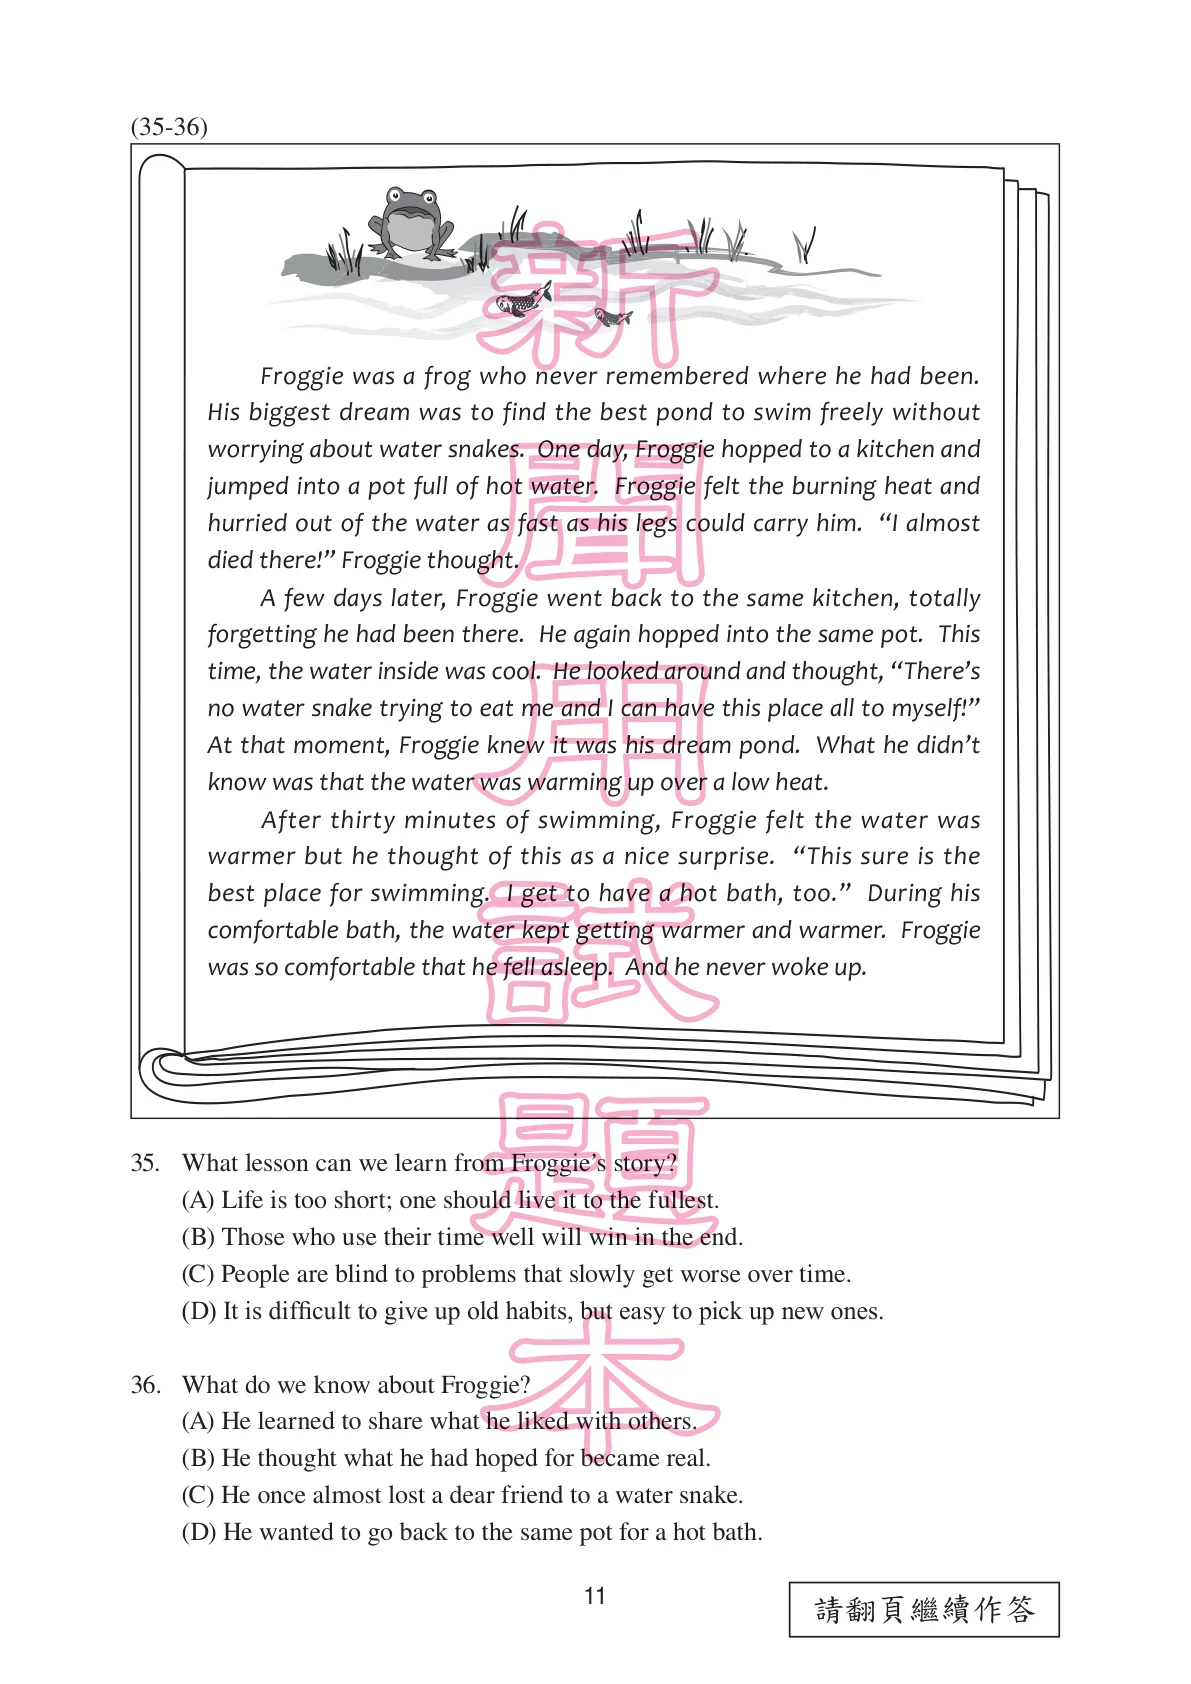 (35-36)
Froggie was a frog who never remembered where he had been.
His biggest dream was to find the best pond to swim freely without
worrying about water snakes. One day, Froggie hopped to a kitchen and
jumped into a pot full of hot water. Froggie felt the burning heat and
hurried out of the water as fast as his legs could carry him. “I almost
died there!” Froggie thought.
A few days later, Froggie went back to the same kitchen, totally
forgetting he had been there. He again hopped into the same pot. This
time, the water inside was cool. He looked around and thought, “There’s
no water snake trying to eat me and I can have this place all to myself!”
At that moment, Froggie knew it was his dream pond. What he didn’t
know was that the water was warming up over a low heat.
After thirty minutes of swimming, Froggie felt the water was
warmer but he thought of this as a nice surprise. “This sure is the
best place for swimming. I get to have a hot bath, too.” During his
comfortable bath, the water kept getting warmer and warmer. Froggie
was so comfortable that he fell asleep. And he never woke up.
35. What lesson can we learn from Froggie’s story?
(A) Life is too short; one should live it to the fullest.
(B) Those who use their time well will win in the end.
(C) People are blind to problems that slowly get worse over time.
(D) It is difficult to give up old habits, but easy to pick up new ones.
36. What do we know about Froggie?
(A) He learned to share what he liked with others.
(B) He thought what he had hoped for became real.
(C) He once almost lost a dear friend to a water snake.
(D) He wanted to go back to the same pot for a hot bath.
11
請翻頁繼續作答
新聞用試題本